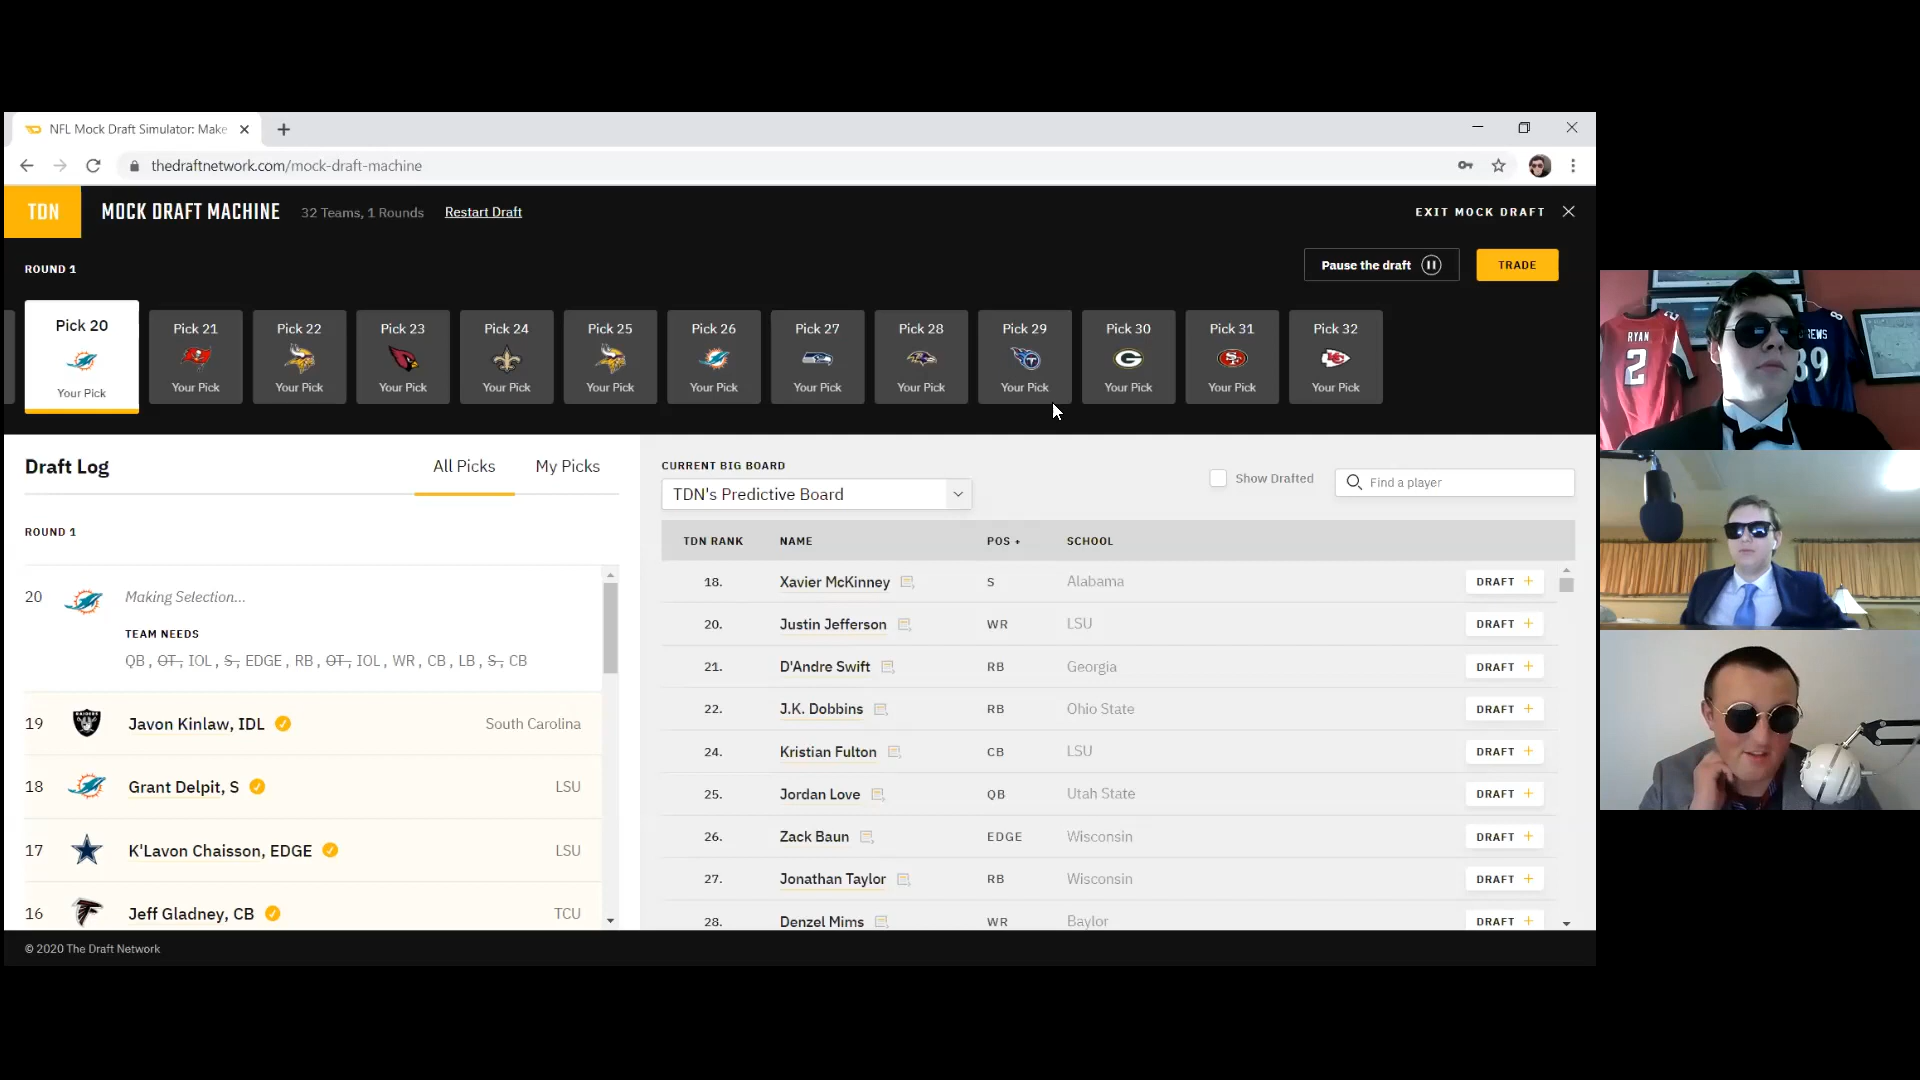 NFL Mock Draft Simulator: Make
thedraftnetwork.com/mock-draft-machine
TDN
MOCK DRAFT MACHINE
32 Teams, 1 Rounds
Restart Draft
EXIT MOCK DRAFT
ROUND 1
Pause the draft
TRADE
Pick 20
Your Pick
Pick 21
Your Pick
Pick 22
Your Pick
Pick 23
Your Pick
Pick 24
Your Pick
Pick 25
Your Pick
Pick 26
Your Pick
Pick 27
Your Pick
Pick 28
Your Pick
Pick 29
Your Pick
Pick 30
Your Pick
Pick 31
Your Pick
Pick 32
Your Pick
Draft Log
All Picks
My Picks
ROUND 1
20
Making Selection...
TEAM NEEDS
QB, OT, IOL, S, EDGE, RB, OT, IOL, WR, CB, LB, S, CB
19 RAIDERS Javon Kinlaw, IDL South Carolina
18 Grant Delpit, S LSU
17 K'Lavon Chaisson, EDGE LSU
16 Jeff Gladney, CB TCU
CURRENT BIG BOARD
TDN's Predictive Board
Show Drafted
Find a player
TDN RANK NAME POS + SCHOOL
18. Xavier McKinney S Alabama DRAFT +
20. Justin Jefferson WR LSU DRAFT +
21. D'Andre Swift RB Georgia DRAFT +
22. J.K. Dobbins RB Ohio State DRAFT +
24. Kristian Fulton CB LSU DRAFT +
25. Jordan Love QB Utah State DRAFT +
26. Zack Baun EDGE Wisconsin DRAFT +
27. Jonathan Taylor RB Wisconsin DRAFT +
28. Denzel Mims WR Baylor DRAFT +
© 2020 The Draft Network
RYAN
2
EWS
89